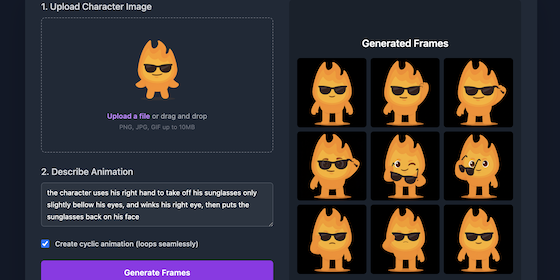 1. Upload Character Image
Upload a file or drag and drop
PNG, JPG, GIF up to 10MB
2. Describe Animation
the character uses his right hand to take off his sunglasses only
slightly bellow his eyes, and winks his right eye, then puts the
sunglasses back on his face
Create cyclic animation (loops seamlessly)
Generate Frames
Generated Frames